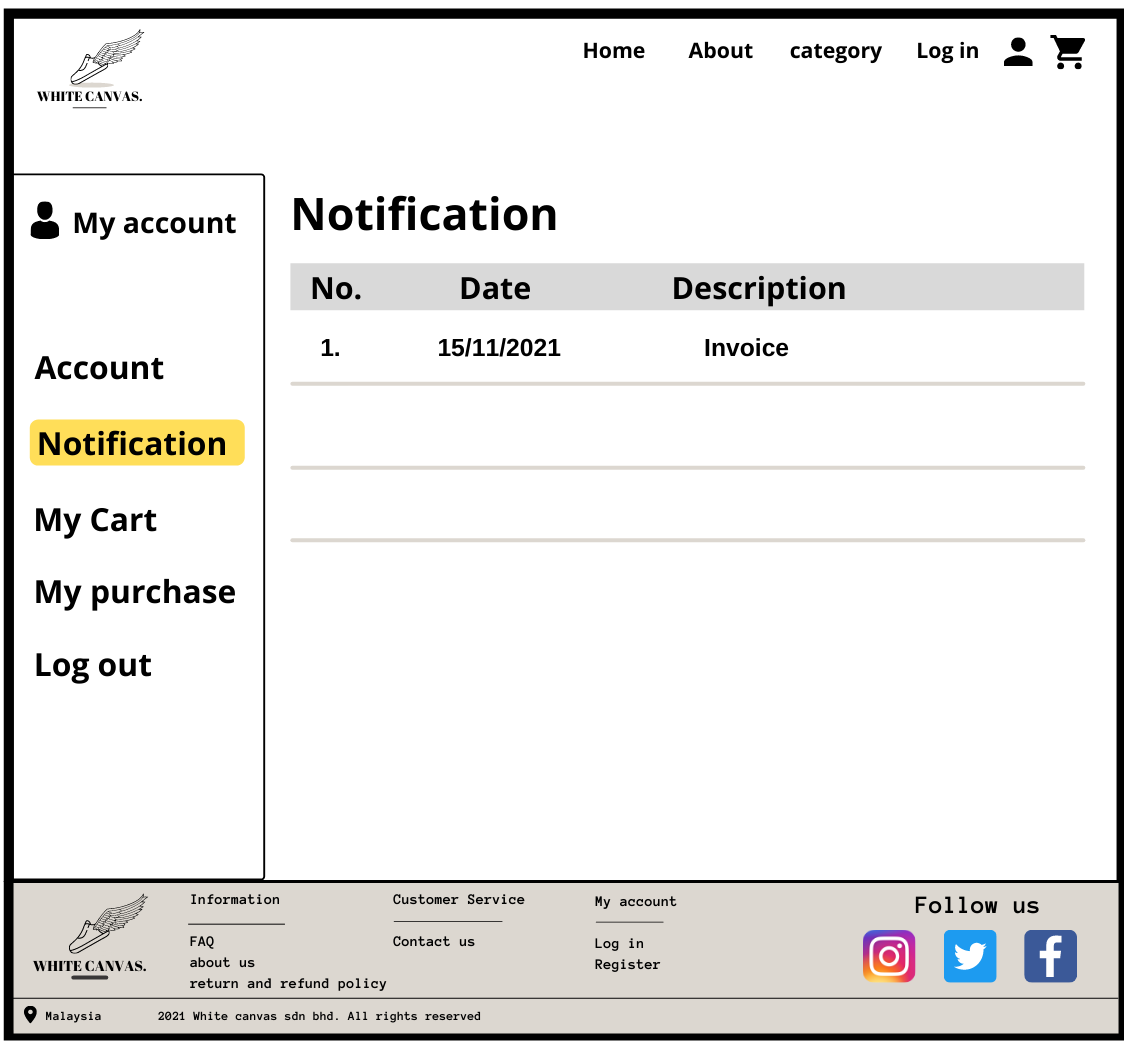 Home About category Log in
WHITE CANVAS.
My account
Account
Notification
My Cart
My purchase
Log out
Notification
No. Date Description
1. 15/11/2021 Invoice
WHITE CANVAS.
Information
FAQ
about us
return and refund policy
Customer Service
Contact us
My account
Log in
Register
Follow us
Malaysia 2021 White canvas sdn bhd. All rights reserved